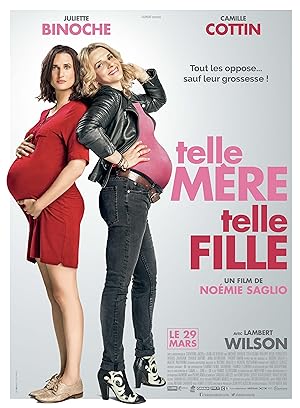 JULIETTE
BINOCHE
CAMILLE
COTTIN
Tout les oppose...
sauf leur grossesse !
telle
MÈRE
telle
FILLE
UN FILM DE
NOÉMIE SAGLIO
LE 29
MARS
avec LAMBERT
WILSON